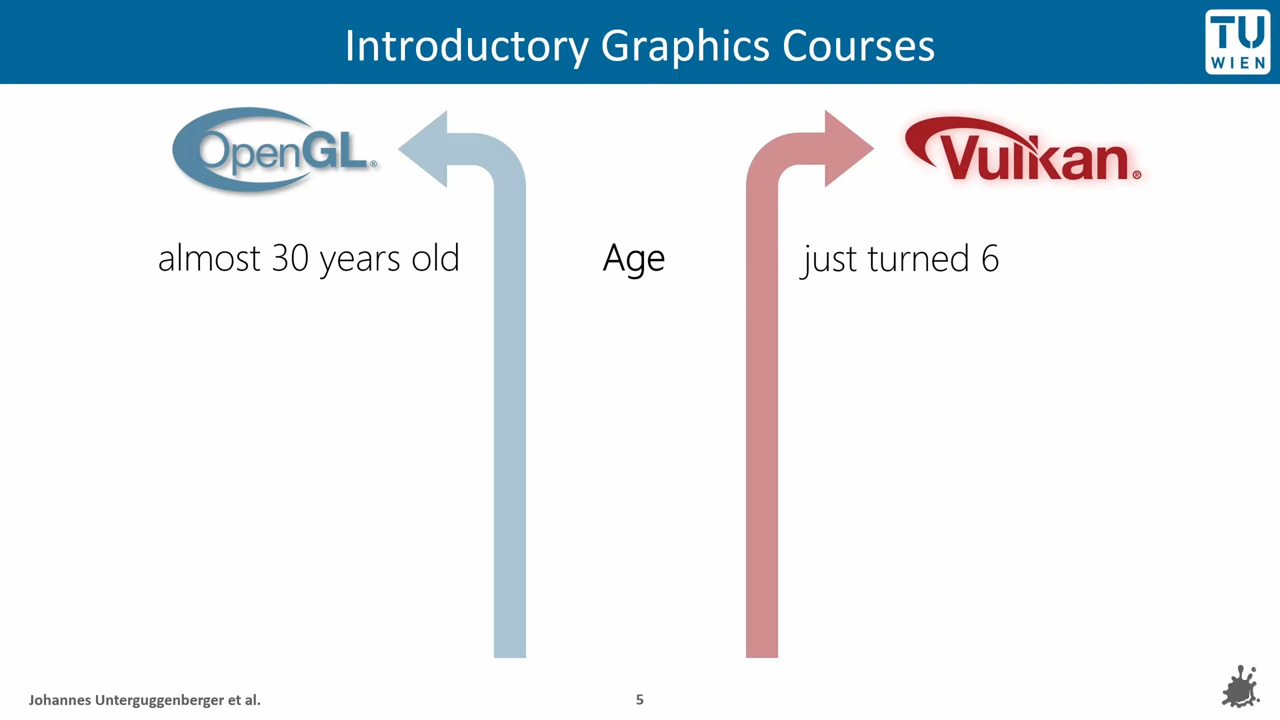 Introductory Graphics Courses
TU
WIEN
OpenGL®
Vulkan®
almost 30 years old
Age
just turned 6
Johannes Unterguggenberger et al.
5